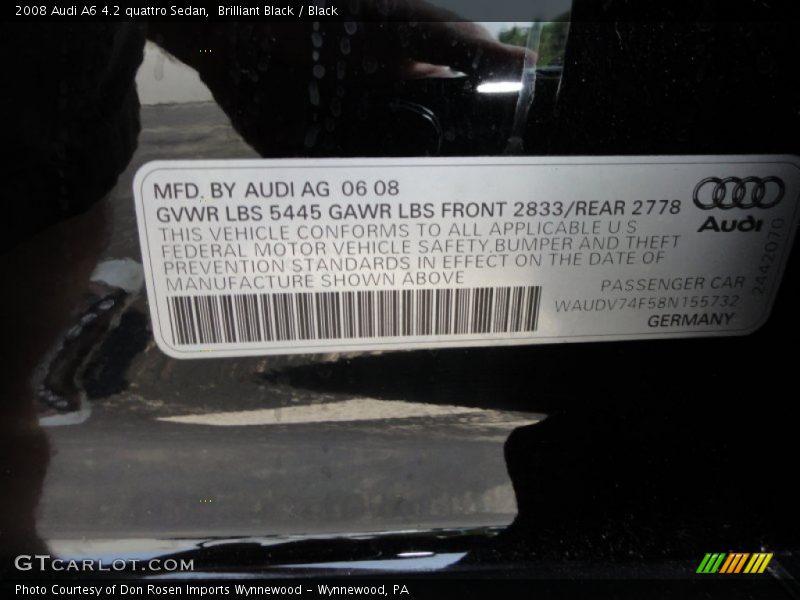 2008 Audi A6 4.2 quattro Sedan, Brilliant Black / Black
MFD. BY AUDI AG 06 08
GVWR LBS 5445 GAWR LBS FRONT 2833/REAR 2778
THIS VEHICLE CONFORMS TO ALL APPLICABLE U S
FEDERAL MOTOR VEHICLE SAFETY,BUMPER AND THEFT
PREVENTION STANDARDS IN EFFECT ON THE DATE OF
MANUFACTURE SHOWN ABOVE
Audi
2442070
PASSENGER CAR
WAUDV74F58N155732
GERMANY
GTCARLOT.COM
Photo Courtesy of Don Rosen Imports Wynnewood – Wynnewood, PA